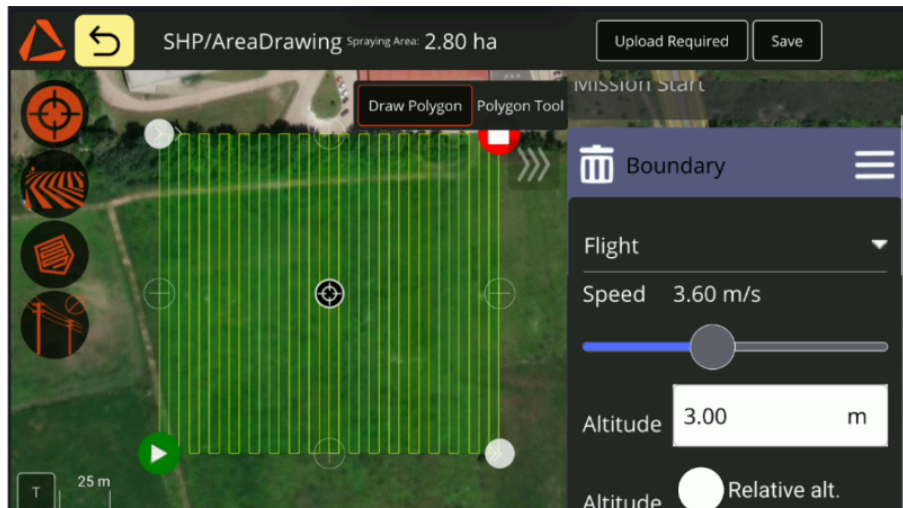 SHP/AreaDrawing Spraying Area: 2.80 ha
Upload Required
Save
Draw Polygon
Polygon Tool
Mission Start
Boundary
Flight
Speed 3.60 m/s
Altitude 3.00 m
Altitude Relative alt.
T
25 m